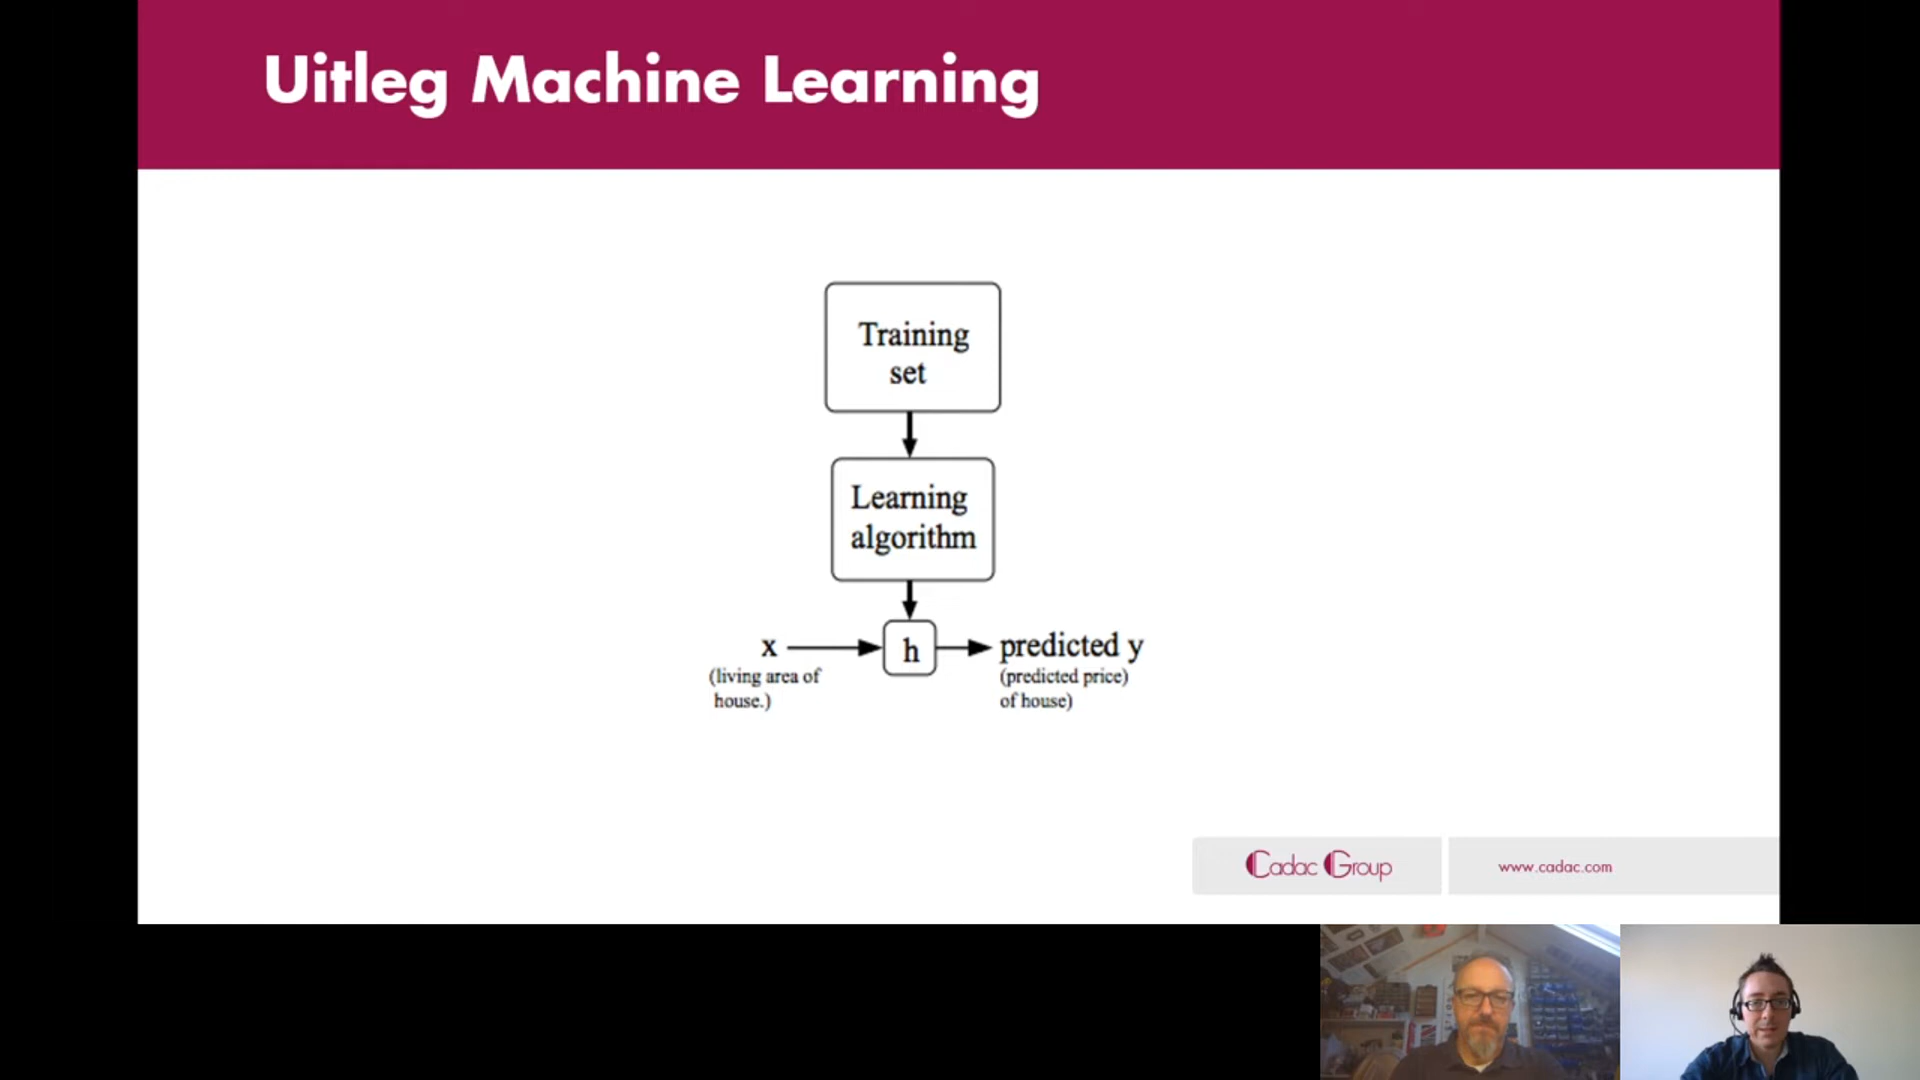 Uitleg Machine Learning
Training
set
Learning
algorithm
x
h
predicted y
(living area of
house.)
(predicted price)
of house)
Cadac Group
www.cadac.com